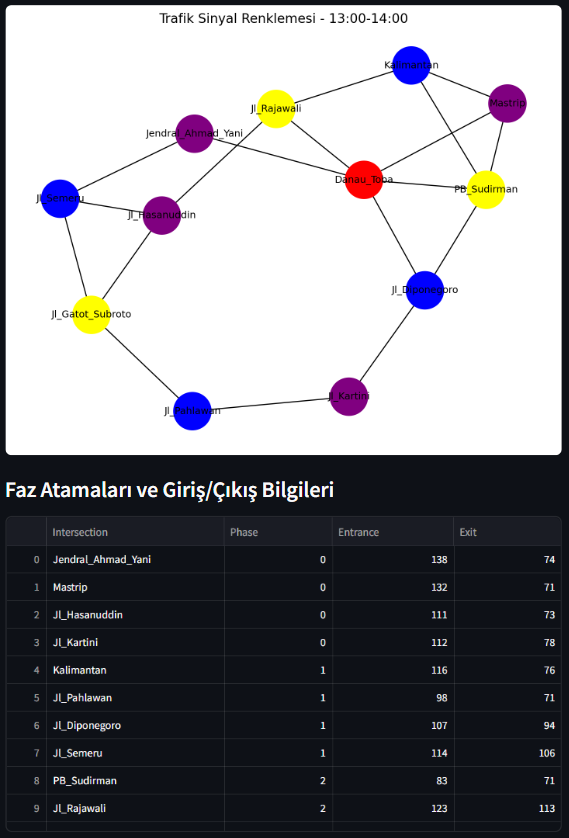 Trafik Sinyal Renklemesi - 13:00-14:00
Kalimantan
Mastrip
Jl_Rajawali
Jendral_Ahmad_Yani
Danau_Toba
PB_Sudirman
Jl_Semeru
Jl_Hasanuddin
Jl_Diponegoro
Jl_Gatot_Subroto
Jl_Kartini
Jl_Pahlawan
Faz Atamaları ve Giriş/Çıkış Bilgileri
Intersection Phase Entrance Exit
0 Jendral_Ahmad_Yani 0 138 74
1 Mastrip 0 132 71
2 Jl_Hasanuddin 0 111 73
3 Jl_Kartini 0 112 78
4 Kalimantan 1 116 76
5 Jl_Pahlawan 1 98 71
6 Jl_Diponegoro 1 107 94
7 Jl_Semeru 1 114 106
8 PB_Sudirman 2 83 71
9 Jl_Rajawali 2 123 113